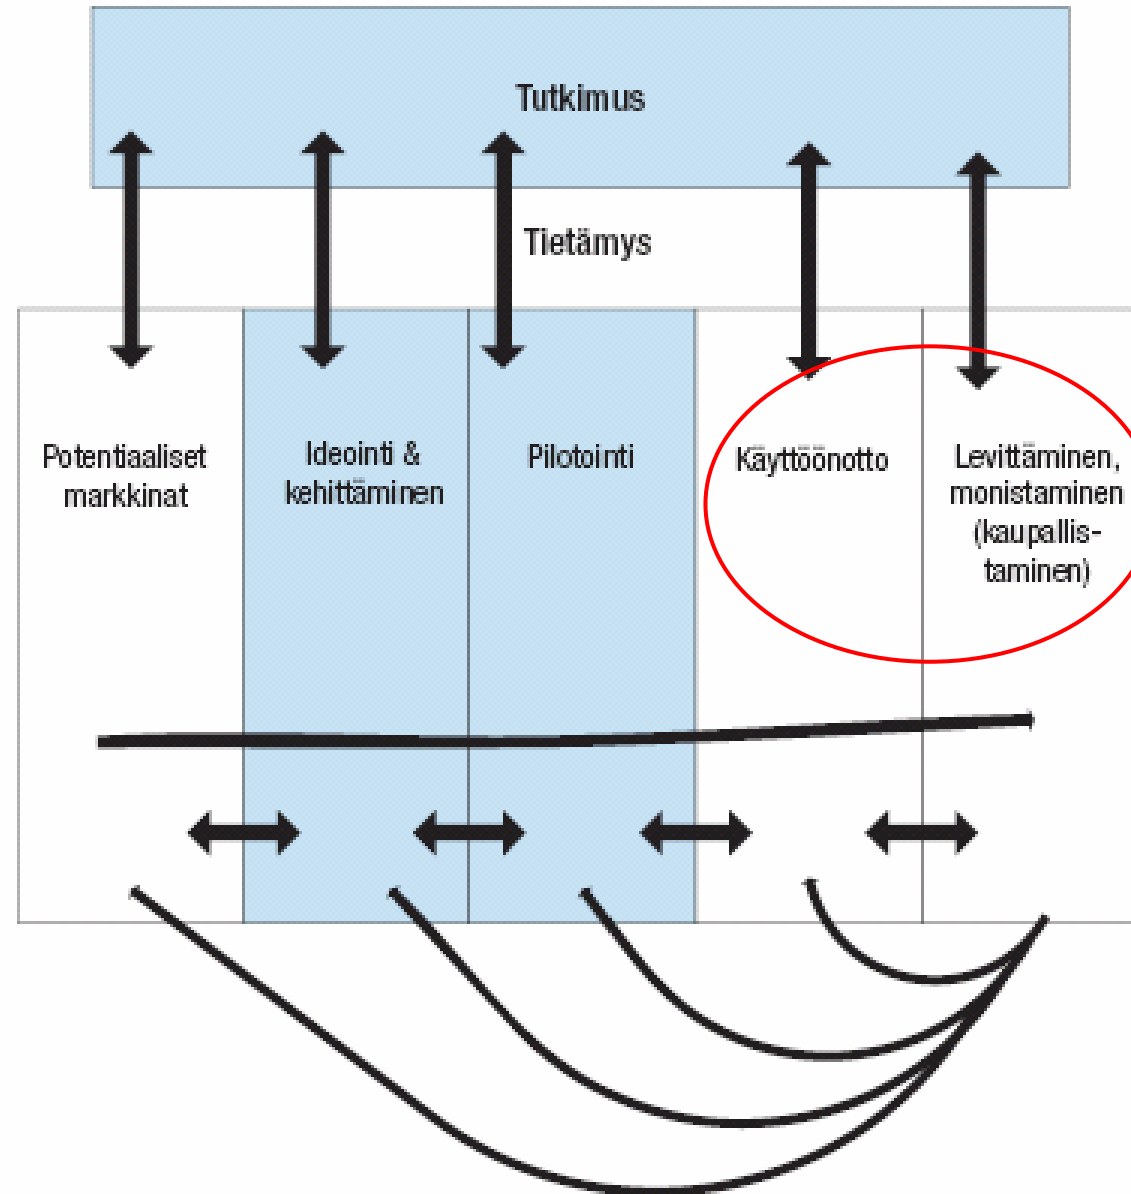 Tutkimus
Tietämys
Potentiaaliset
markkinat
Ideointi &
kehittäminen
Pilotointi
Käyttöönotto
Levittäminen,
monistaminen
(kaupallis-
taminen)